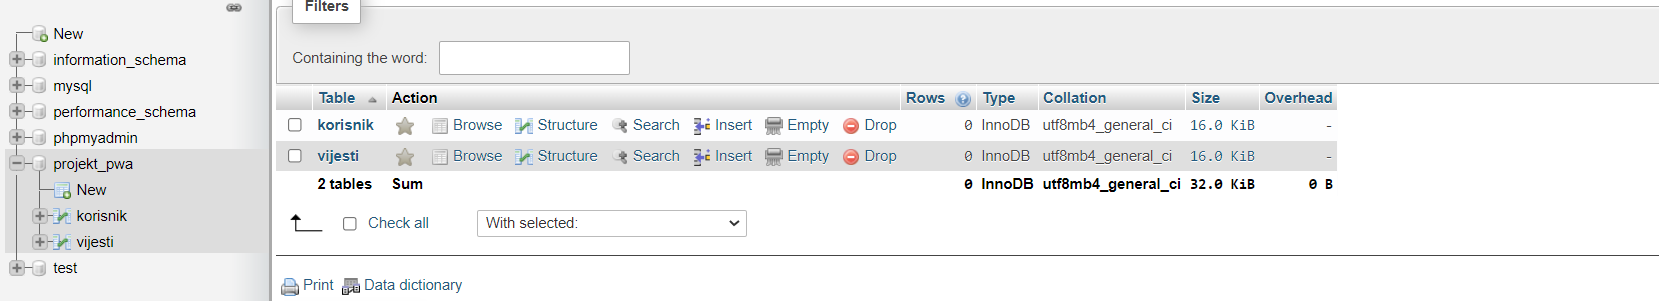 New
information_schema
mysql
performance_schema
phpmyadmin
projekt_pwa
New
korisnik
vijesti
test
Filters
Containing the word:
Table Action Rows Type Collation Size Overhead
korisnik Browse Structure Search Insert Empty Drop 0 InnoDB utf8mb4_general_ci 16.0 KiB -
vijesti Browse Structure Search Insert Empty Drop 0 InnoDB utf8mb4_general_ci 16.0 KiB -
2 tables Sum 0 InnoDB utf8mb4_general_ci 32.0 KiB 0 B
Check all With selected:
Print Data dictionary